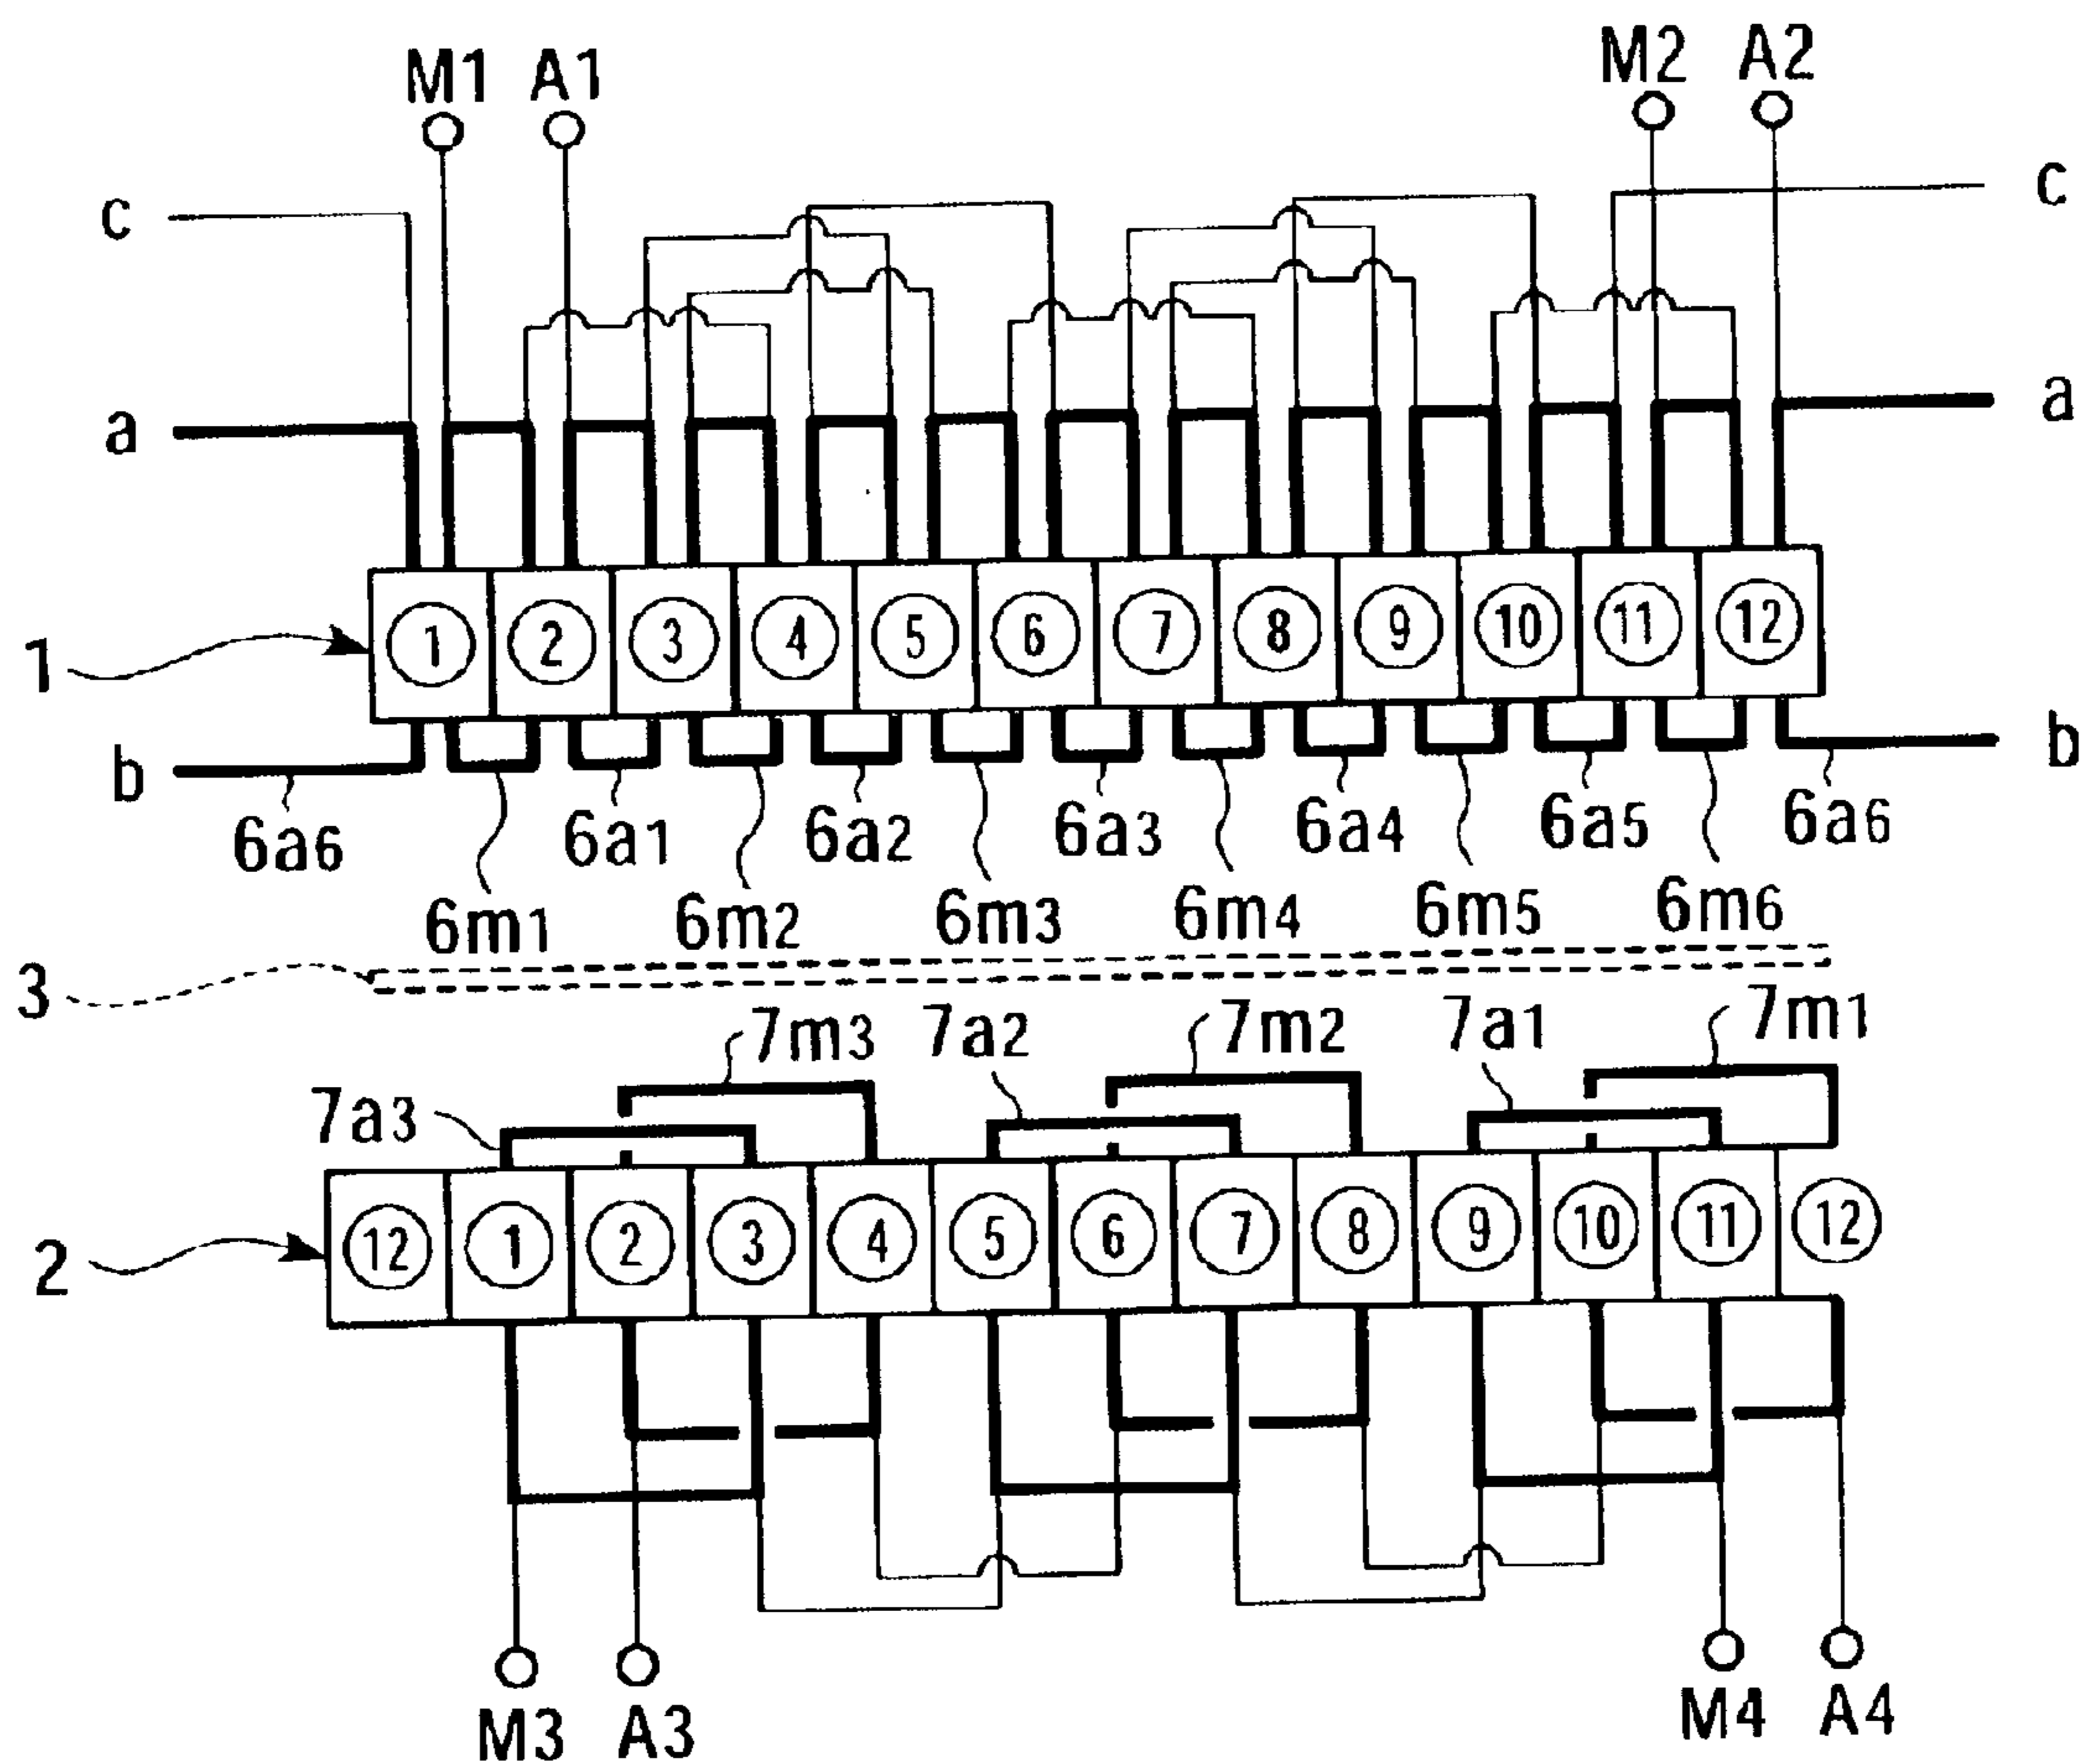 M1 A1 M2 A2
c c
a a
1 ① ② ③ ④ ⑤ ⑥ ⑦ ⑧ ⑨ ⑩ ⑪ ⑫
b b
6a6 6a1 6a2 6a3 6a4 6a5 6a6
6m1 6m2 6m3 6m4 6m5 6m6
3
7m3 7a2 7m2 7a1 7m1
7a3
2 ⑫ ① ② ③ ④ ⑤ ⑥ ⑦ ⑧ ⑨ ⑩ ⑪ ⑫
M3 A3 M4 A4